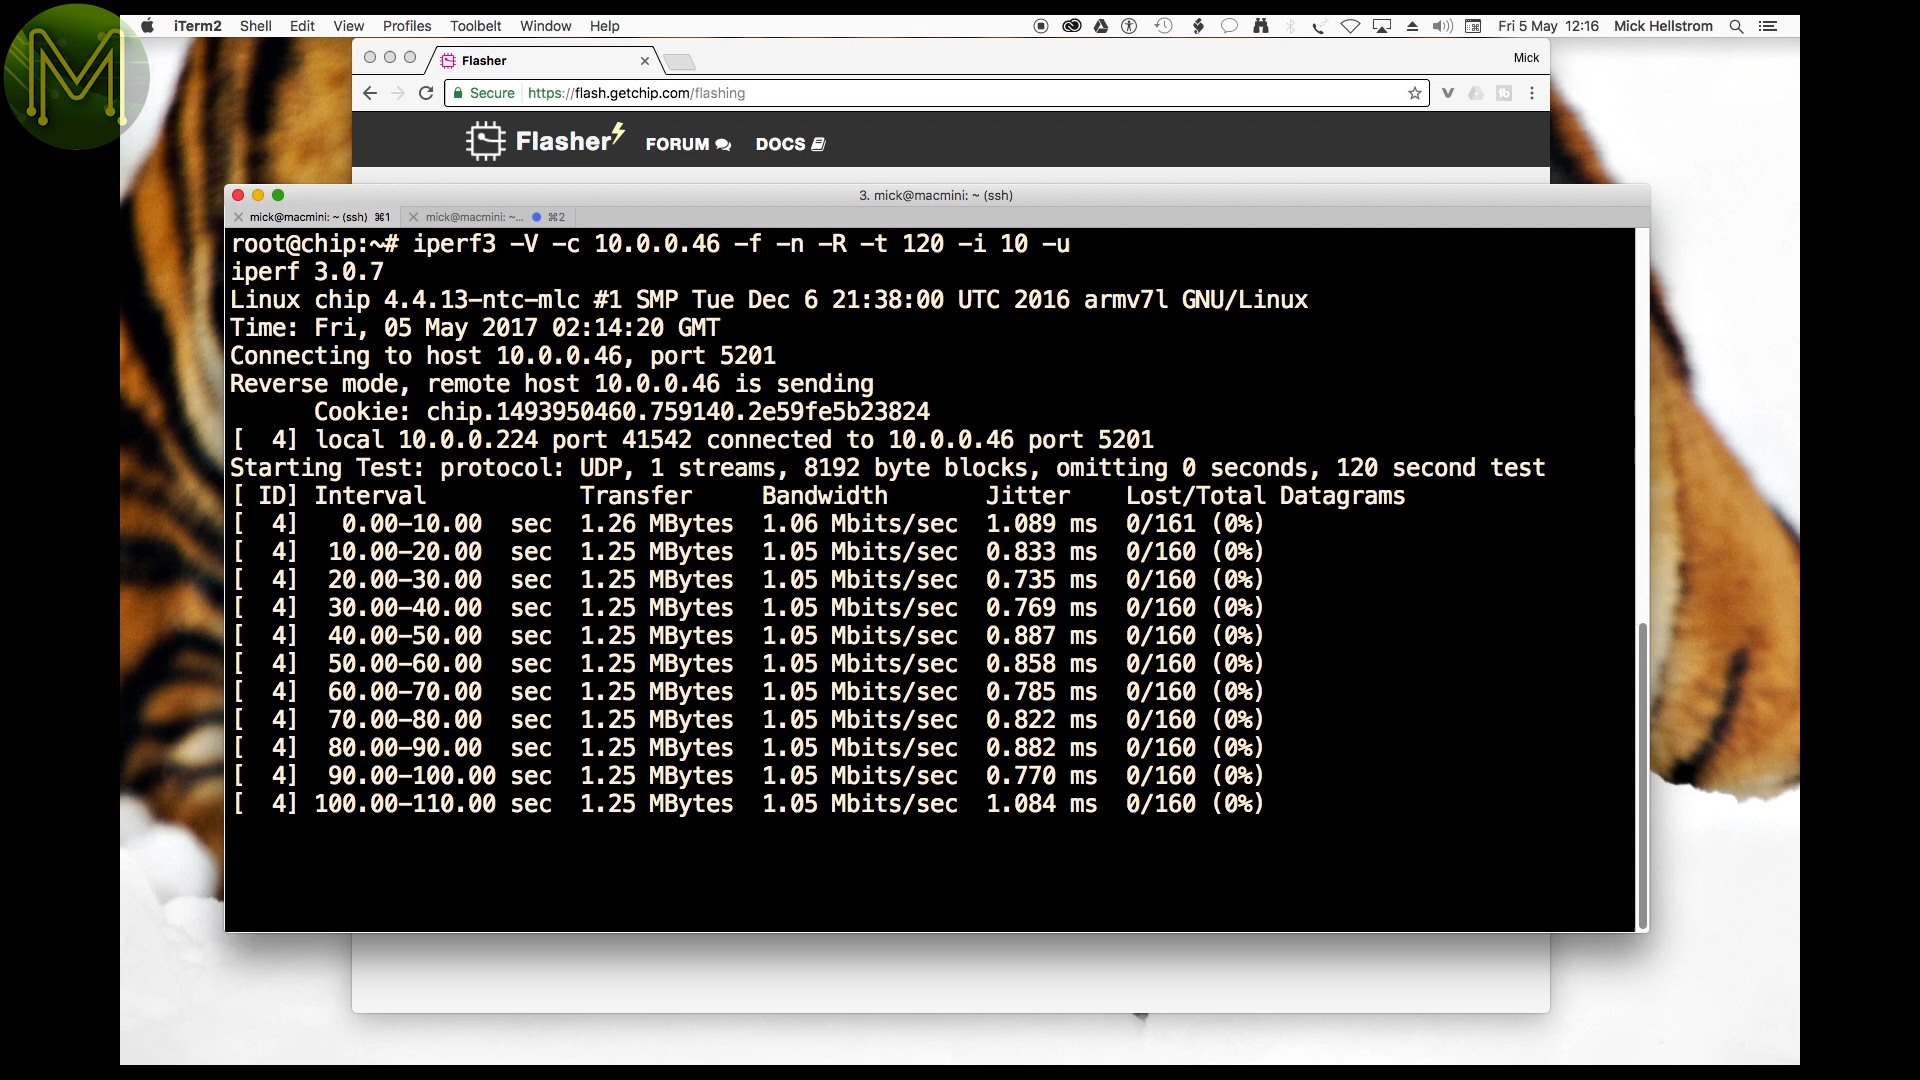 M
iTerm2 Shell Edit View Profiles Toolbelt Window Help Fri 5 May 12:16 Mick Hellstrom
Flasher Mick
Secure https://flash.getchip.com/flashing
Flasher FORUM DOCS
3. mick@macmini: ~ (ssh)
mick@macmini: ~ (ssh) ⌘1 mick@macmini: ~... ⌘2
root@chip:~# iperf3 -V -c 10.0.0.46 -f -n -R -t 120 -i 10 -u
iperf 3.0.7
Linux chip 4.4.13-ntc-mlc #1 SMP Tue Dec 6 21:38:00 UTC 2016 armv7l GNU/Linux
Time: Fri, 05 May 2017 02:14:20 GMT
Connecting to host 10.0.0.46, port 5201
Reverse mode, remote host 10.0.0.46 is sending
Cookie: chip.1493950460.759140.2e59fe5b23824
[ 4] local 10.0.0.224 port 41542 connected to 10.0.0.46 port 5201
Starting Test: protocol: UDP, 1 streams, 8192 byte blocks, omitting 0 seconds, 120 second test
[ ID] Interval Transfer Bandwidth Jitter Lost/Total Datagrams
[ 4] 0.00-10.00 sec 1.26 MBytes 1.06 Mbits/sec 1.089 ms 0/161 (0%)
[ 4] 10.00-20.00 sec 1.25 MBytes 1.05 Mbits/sec 0.833 ms 0/160 (0%)
[ 4] 20.00-30.00 sec 1.25 MBytes 1.05 Mbits/sec 0.735 ms 0/160 (0%)
[ 4] 30.00-40.00 sec 1.25 MBytes 1.05 Mbits/sec 0.769 ms 0/160 (0%)
[ 4] 40.00-50.00 sec 1.25 MBytes 1.05 Mbits/sec 0.887 ms 0/160 (0%)
[ 4] 50.00-60.00 sec 1.25 MBytes 1.05 Mbits/sec 0.858 ms 0/160 (0%)
[ 4] 60.00-70.00 sec 1.25 MBytes 1.05 Mbits/sec 0.785 ms 0/160 (0%)
[ 4] 70.00-80.00 sec 1.25 MBytes 1.05 Mbits/sec 0.822 ms 0/160 (0%)
[ 4] 80.00-90.00 sec 1.25 MBytes 1.05 Mbits/sec 0.882 ms 0/160 (0%)
[ 4] 90.00-100.00 sec 1.25 MBytes 1.05 Mbits/sec 0.770 ms 0/160 (0%)
[ 4] 100.00-110.00 sec 1.25 MBytes 1.05 Mbits/sec 1.084 ms 0/160 (0%)